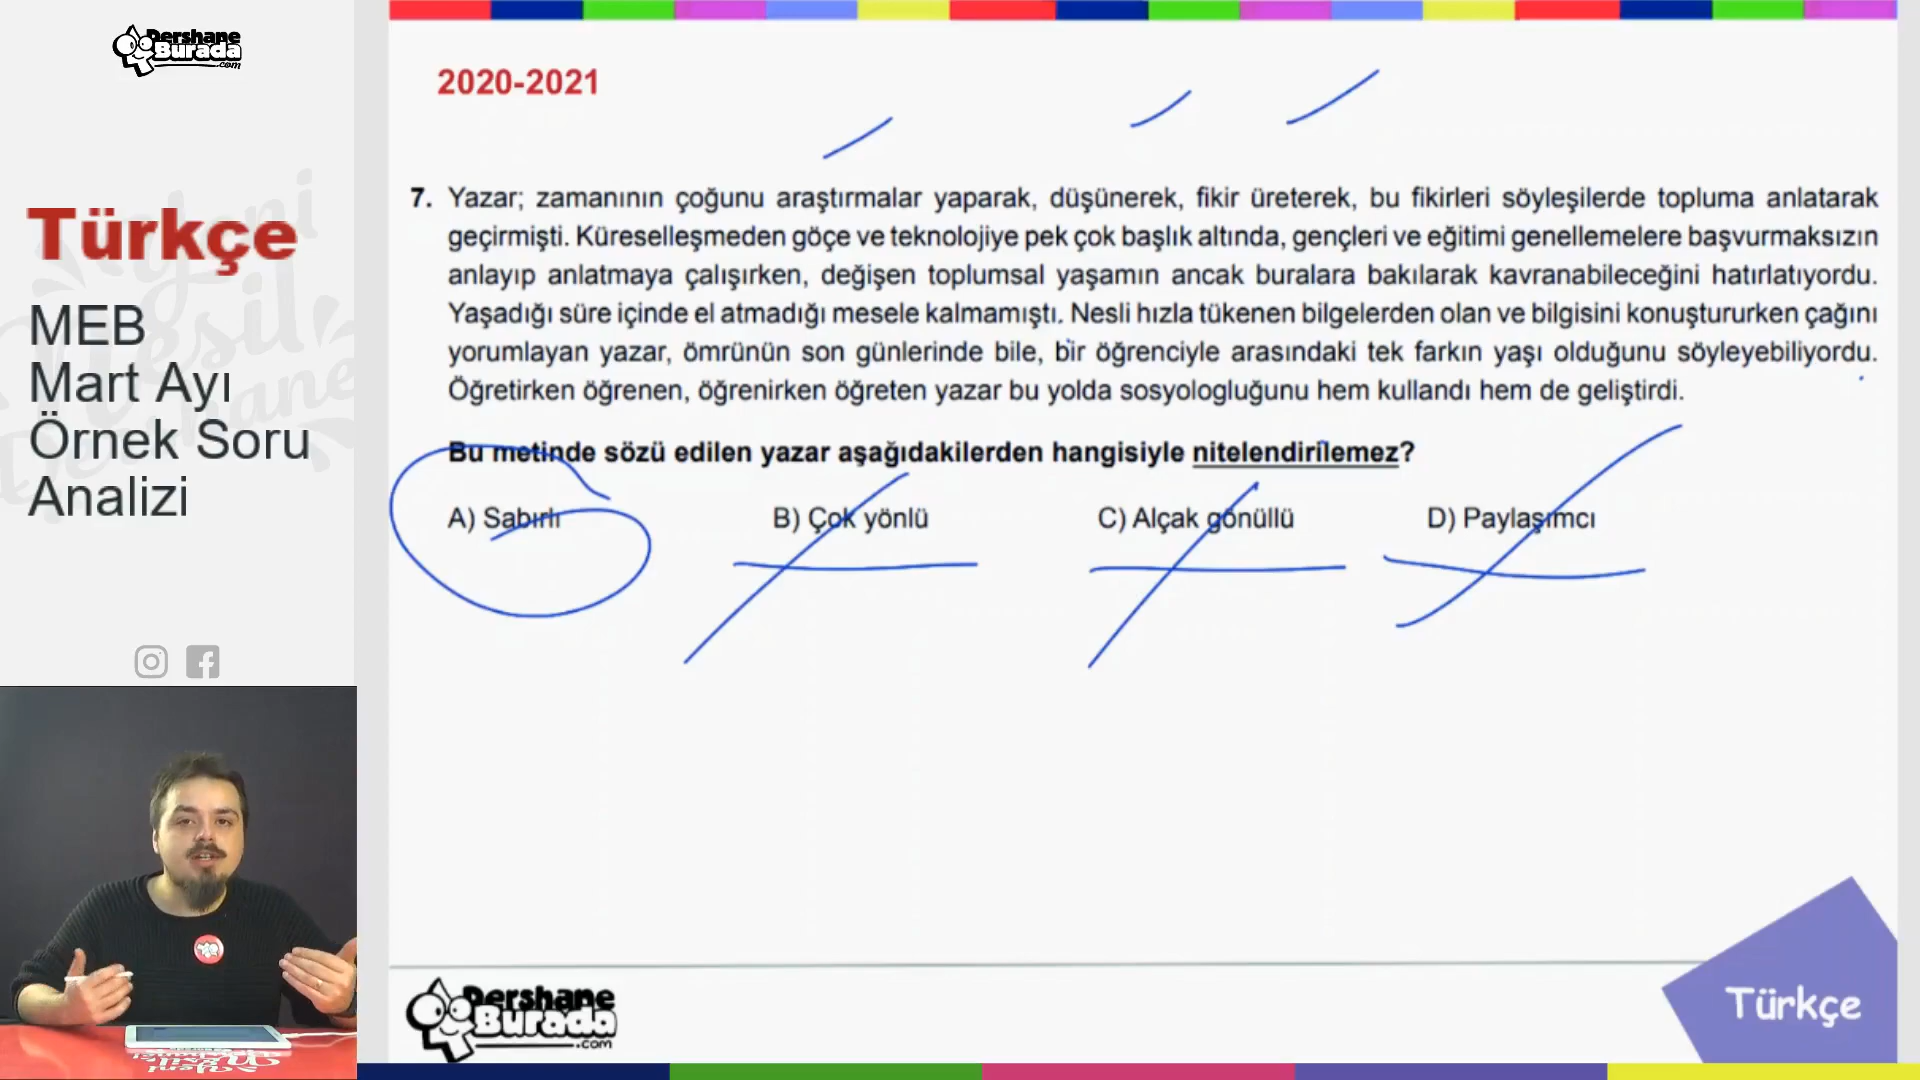 Dershane
Burada
.com
Türkçe
MEB
Mart Ayı
Örnek Soru
Analizi
2020-2021
7. Yazar; zamanının çoğunu araştırmalar yaparak, düşünerek, fikir üreterek, bu fikirleri söyleşilerde topluma anlatarak
geçirmişti. Küreselleşmeden göçe ve teknolojiye pek çok başlık altında, gençleri ve eğitimi genellemelere başvurmaksızın
anlayıp anlatmaya çalışırken, değişen toplumsal yaşamın ancak buralara bakılarak kavranabileceğini hatırlatıyordu.
Yaşadığı süre içinde el atmadığı mesele kalmamıştı. Nesli hızla tükenen bilgelerden olan ve bilgisini konuştururken çağını
yorumlayan yazar, ömrünün son günlerinde bile, bir öğrenciyle arasındaki tek farkın yaşı olduğunu söyleyebiliyordu.
Öğretirken öğrenen, öğrenirken öğreten yazar bu yolda sosyologluğunu hem kullandı hem de geliştirdi.
Bu metinde sözü edilen yazar aşağıdakilerden hangisiyle nitelendirilemez?
A) Sabırlı B) Çok yönlü C) Alçak gönüllü D) Paylaşımcı
Dershane
Burada
.com
Türkçe